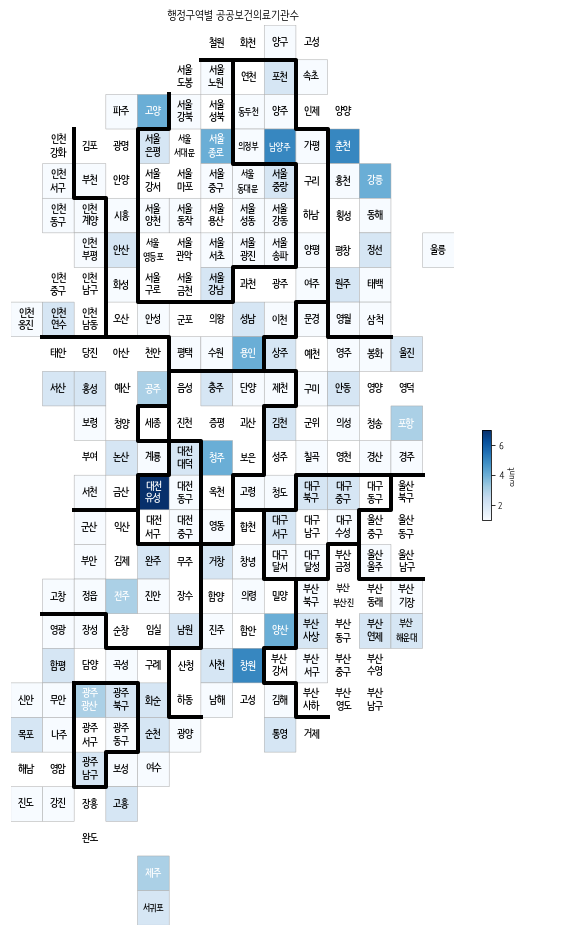 행정구역별 공공보건의료기관수
철원 화천 양구 고성
서울 도봉 서울 노원 연천 포천 속초
파주 고양 서울 강북 서울 성북 동두천 양주 인제 양양
인천 강화 김포 광명 서울 은평 서울 서대문 서울 종로 의정부 남양주 가평 춘천
인천 서구 부천 안양 서울 강서 서울 마포 서울 중구 서울 동대문 서울 중랑 구리 홍천 강릉
인천 동구 인천 계양 시흥 서울 양천 서울 동작 서울 용산 서울 성동 서울 강동 하남 횡성 동해
인천 부평 안산 서울 영등포 서울 관악 서울 서초 서울 광진 서울 송파 양평 평창 정선 울릉
인천 중구 인천 남구 화성 서울 구로 서울 금천 서울 강남 과천 광주 여주 원주 태백
인천 옹진 인천 연수 인천 남동 오산 안성 군포 의왕 성남 이천 문경 영월 삼척
태안 당진 아산 천안 평택 수원 용인 상주 예천 영주 봉화 울진
서산 홍성 예산 공주 음성 충주 단양 제천 구미 안동 영양 영덕
보령 청양 세종 진천 증평 괴산 김천 군위 의성 청송 포항
부여 논산 계룡 대전 대덕 청주 보은 성주 칠곡 영천 경산 경주
서천 금산 대전 유성 대전 동구 옥천 고령 청도 대구 북구 대구 중구 대구 동구 울산 북구
군산 익산 대전 서구 대전 중구 영동 합천 대구 서구 대구 남구 대구 수성 울산 중구 울산 동구
부안 김제 완주 무주 거창 창녕 대구 달서 대구 달성 부산 금정 울산 울주 울산 남구
고창 정읍 전주 진안 장수 함양 의령 밀양 부산 북구 부산 부산진 부산 동래 부산 기장
영광 장성 순창 임실 남원 진주 함안 양산 부산 사상 부산 동구 부산 연제 부산 해운대
함평 담양 곡성 구례 산청 사천 창원 부산 강서 부산 서구 부산 중구 부산 수영
신안 무안 광주 광산 광주 북구 화순 하동 남해 고성 김해 부산 사하 부산 영도 부산 남구
목포 나주 광주 서구 광주 동구 순천 광양 통영 거제
해남 영암 광주 남구 보성 여수
진도 강진 장흥 고흥
완도
제주
서귀포
6
4
2
count